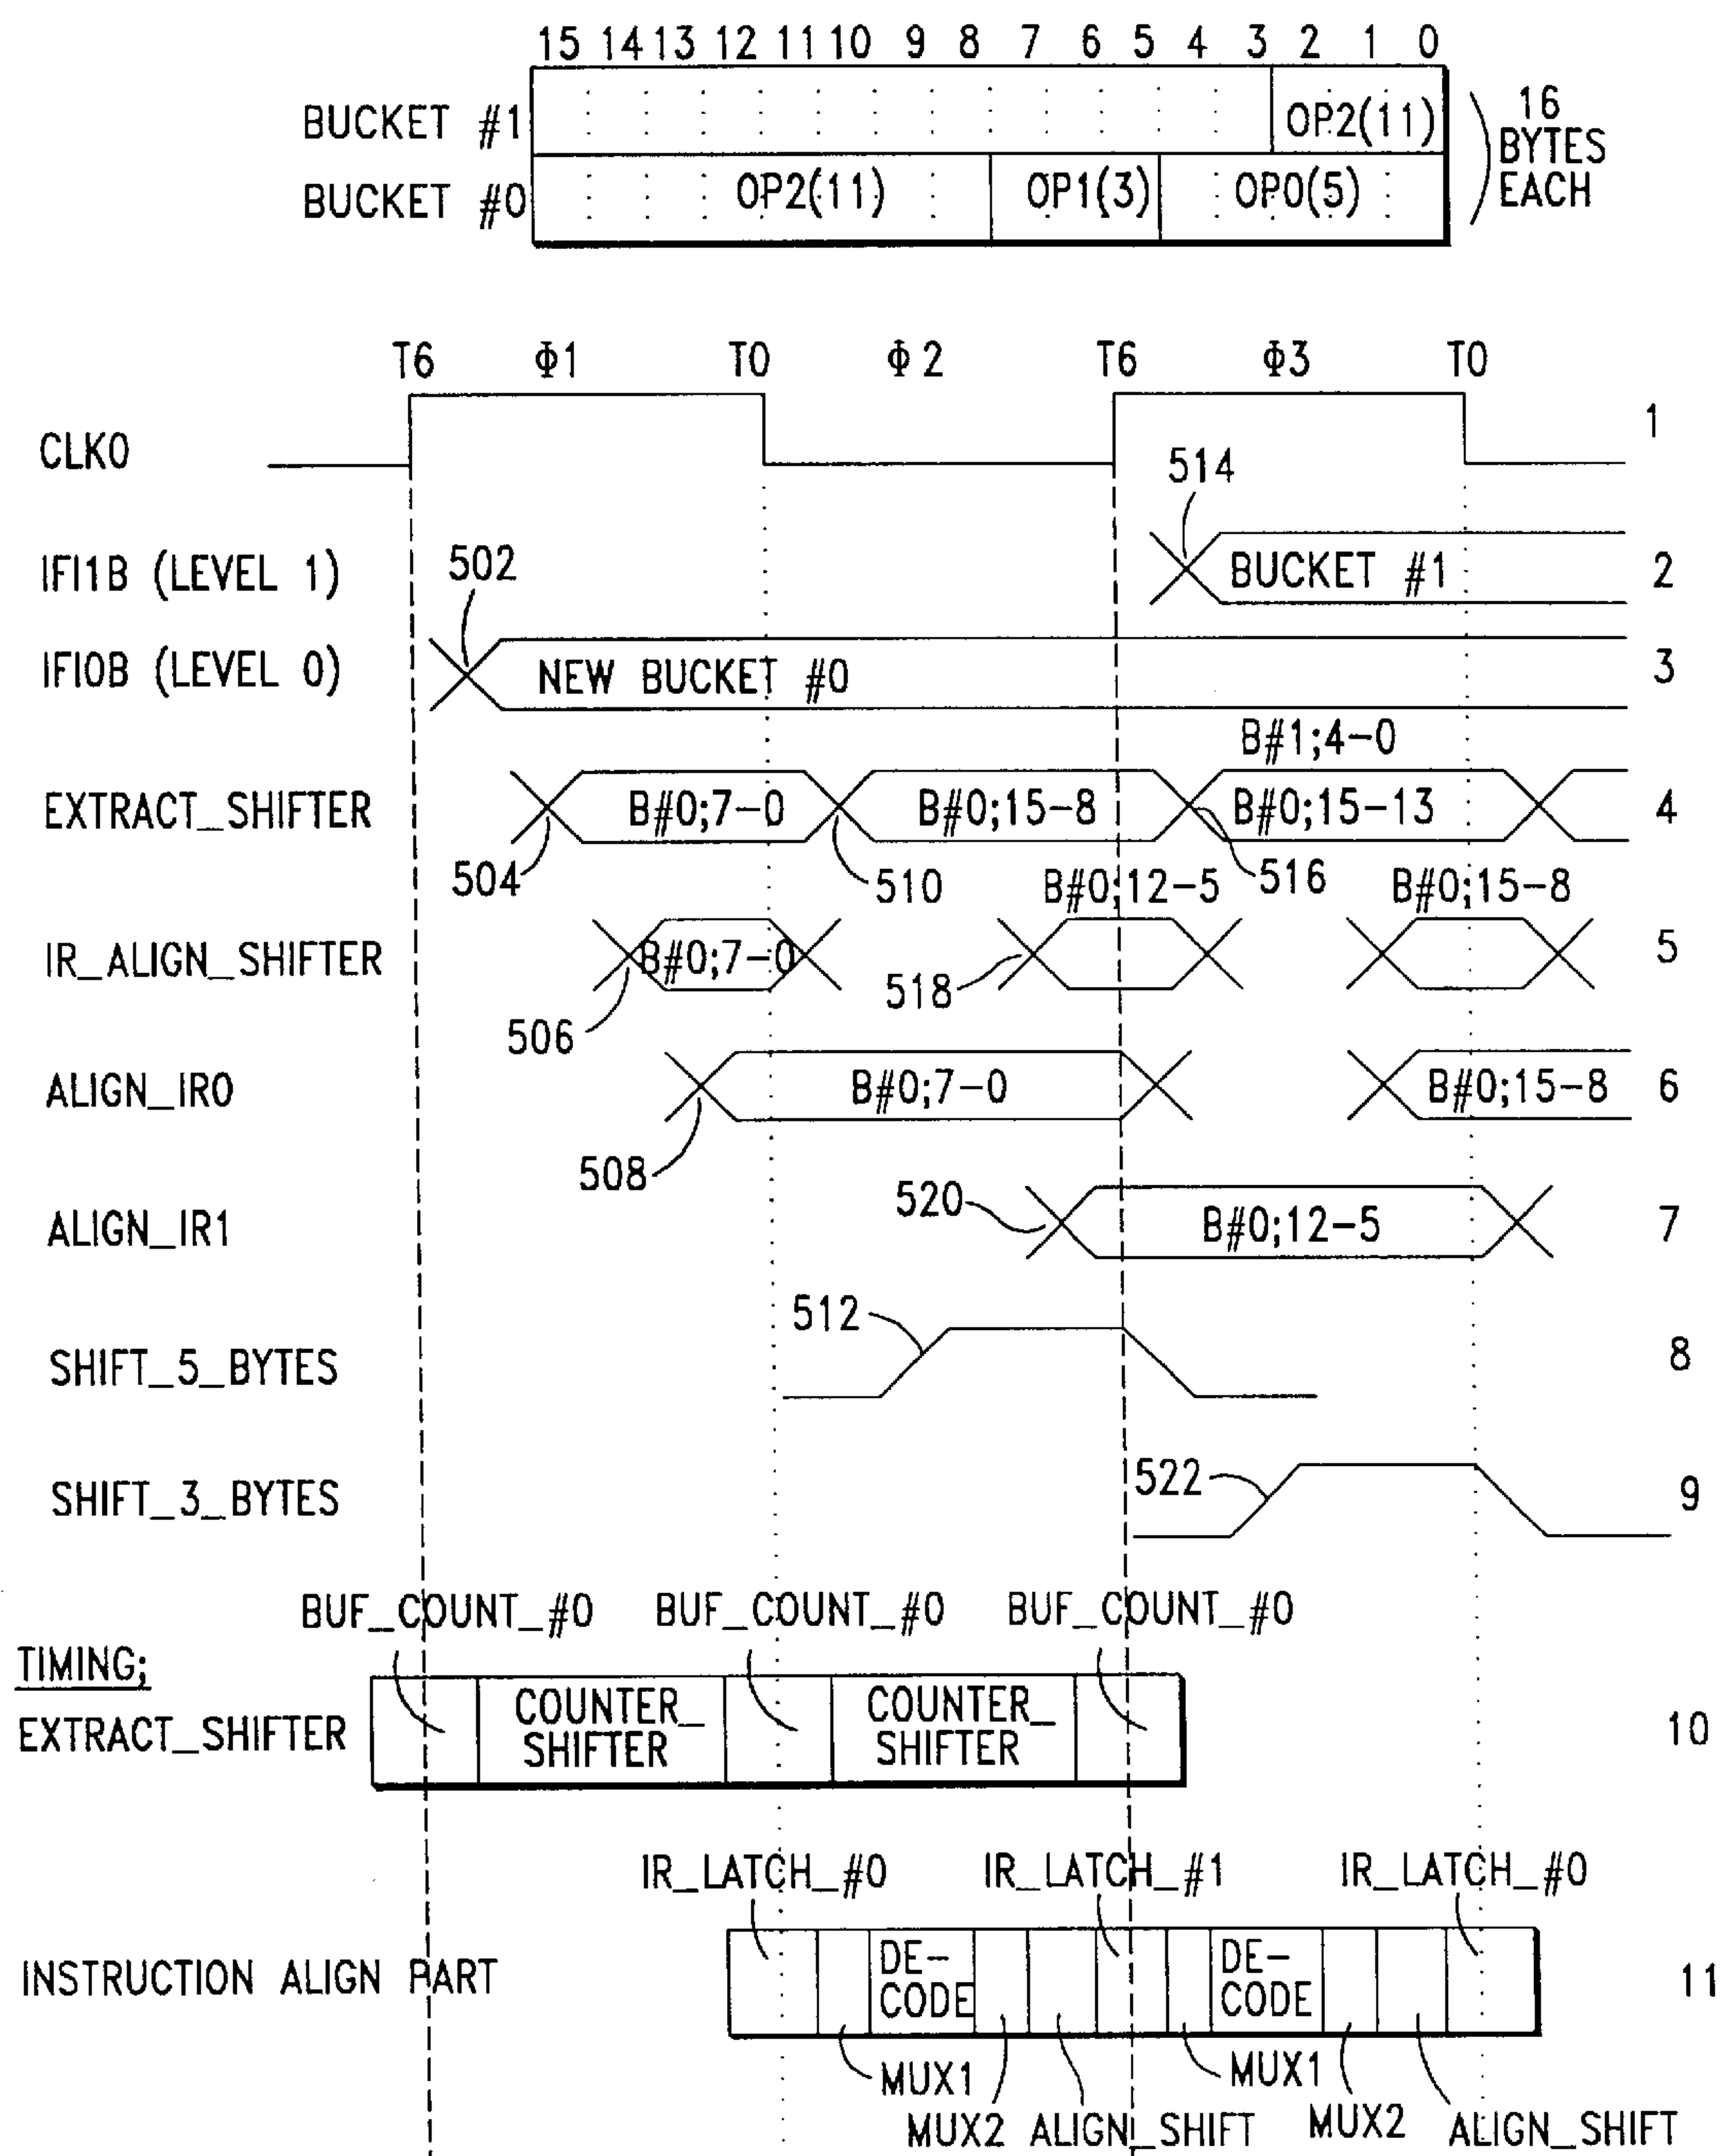 15 14 13 12 11 10 9 8 7 6 5 4 3 2 1 0
BUCKET #1
OP2(11)
BUCKET #0
OP2(11)
OP1(3)
OP0(5)
16
BYTES
EACH
T6 Φ1 T0 Φ2 T6 Φ3 T0
CLK0
1
514
IFI1B (LEVEL 1)
502
BUCKET #1
2
IFI0B (LEVEL 0)
NEW BUCKET #0
3
B#1;4-0
EXTRACT_SHIFTER
B#0;7-0
B#0;15-8
B#0;15-13
4
504
510
516
B#0;12-5
B#0;15-8
IR_ALIGN_SHIFTER
B#0;7-0
5
506
518
ALIGN_IR0
B#0;7-0
B#0;15-8
6
508
520
ALIGN_IR1
B#0;12-5
7
512
SHIFT_5_BYTES
8
522
SHIFT_3_BYTES
9
BUF_COUNT_#0 BUF_COUNT_#0 BUF_COUNT_#0
TIMING;
EXTRACT_SHIFTER
COUNTER_
SHIFTER
COUNTER_
SHIFTER
10
IR_LATCH_#0 IR_LATCH_#1 IR_LATCH_#0
INSTRUCTION ALIGN PART
DE-
CODE
DE-
CODE
11
MUX1
MUX1
MUX2 ALIGN_SHIFT MUX2 ALIGN_SHIFT